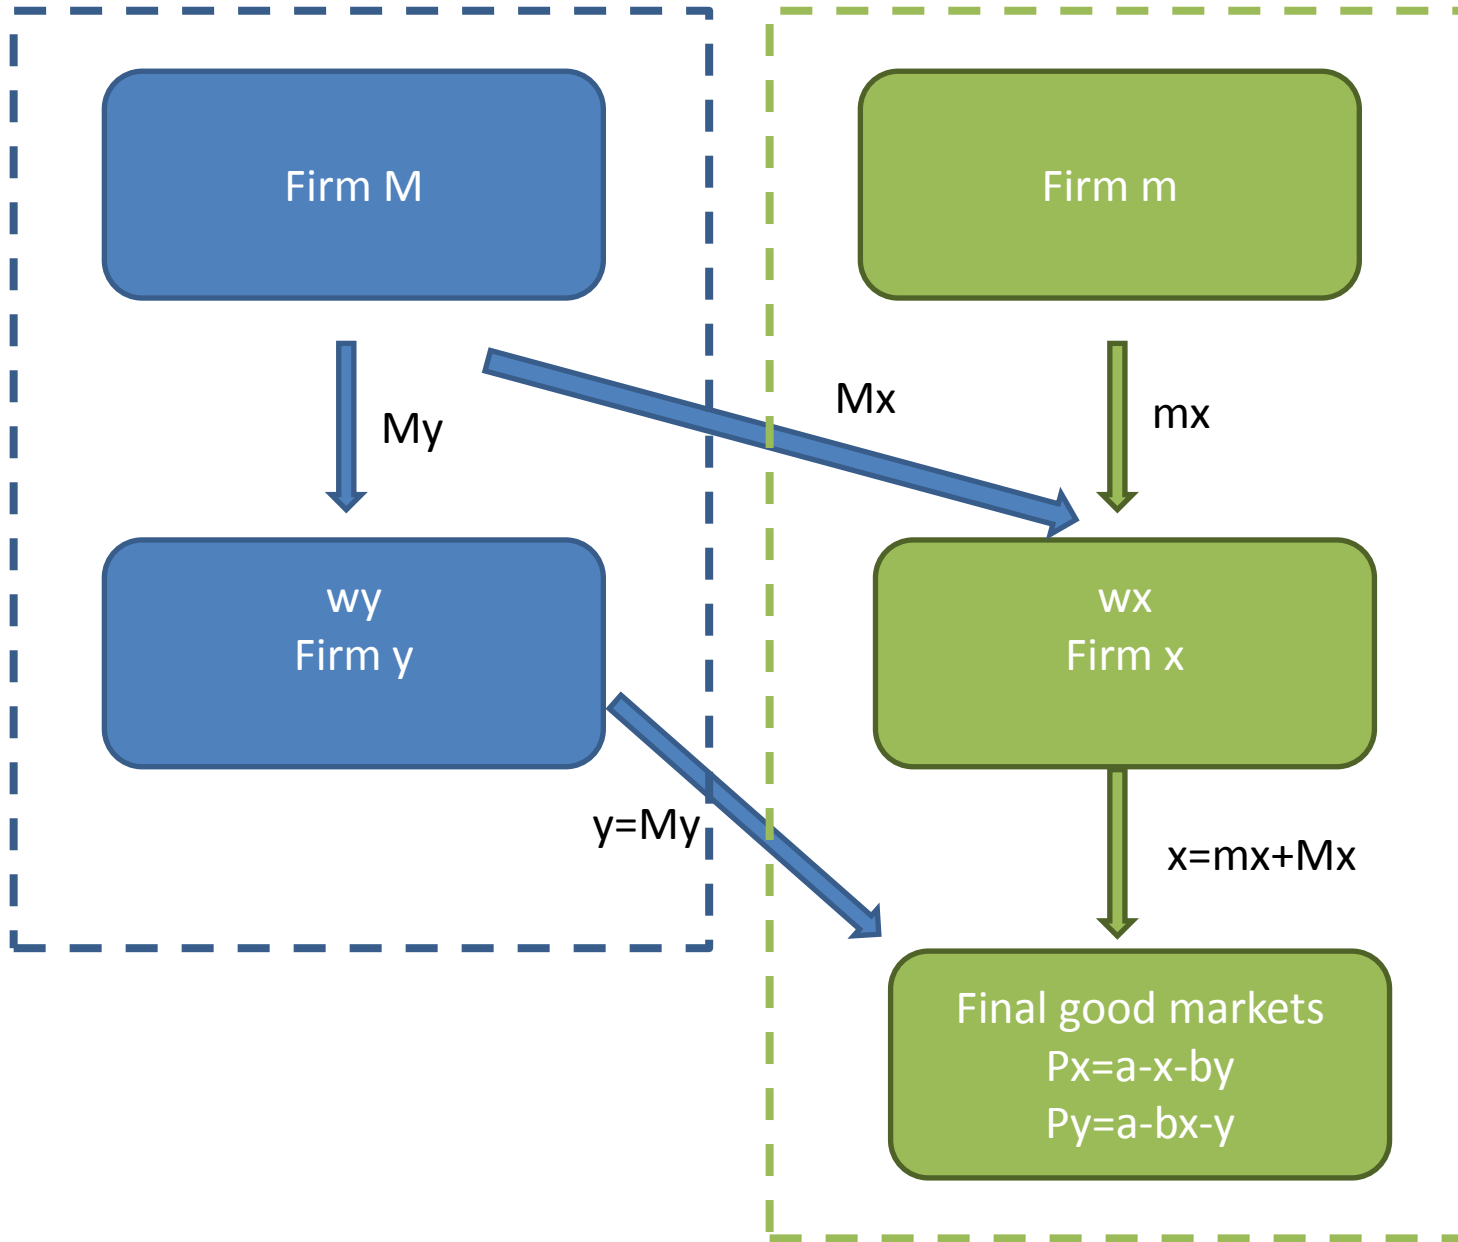 Firm M
Firm m
My
Mx
mx
wy
Firm y
wx
Firm x
y=My
x=mx+Mx
Final good markets
Px=a-x-by
Py=a-bx-y